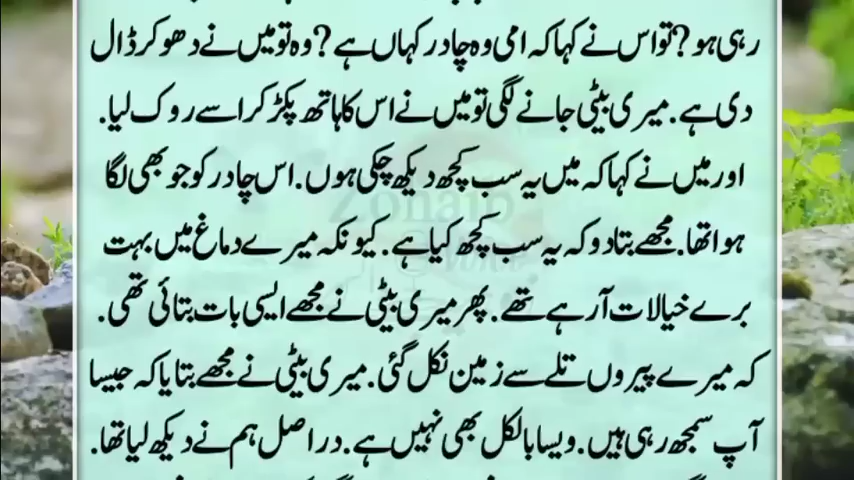 رہی ہو؟ تو اس نے کہا کہ امی وہ چادر کہاں ہے؟ وہ تو میں نے دھو کر ڈال
دی ہے۔ میری بیٹی جانے لگی تو میں نے اس کا ہاتھ پکڑ کر اسے روک لیا۔
اور میں نے کہا کہ میں یہ سب کچھ دیکھ چکی ہوں۔ اس چادر کو جو بھی لگا
ہوا تھا۔ مجھے بتا دو کہ یہ سب کچھ کیا ہے۔ کیونکہ میرے دماغ میں بہت
برے خیالات آ رہے تھے۔ پھر میری بیٹی نے مجھے ایسی بات بتائی تھی۔
کہ میرے پیروں تلے سے زمین نکل گئی۔ میری بیٹی نے مجھے بتایا کہ جیسا
آپ سمجھ رہی ہیں۔ ویسا بالکل بھی نہیں ہے۔ دراصل ہم نے دیکھ لیا تھا۔
Zonaib